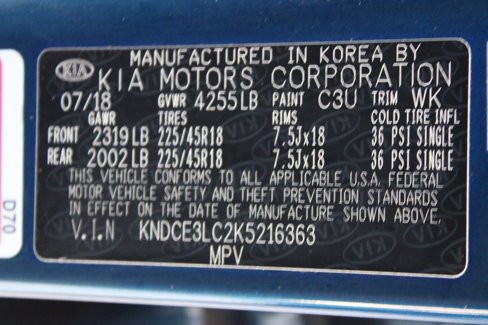 MANUFACTURED IN KOREA BY
KIA KIA MOTORS CORPORATION
07/18 GVWR 4255LB PAINT C3U TRIM WK
GAWR TIRES RIMS COLD TIRE INFL
FRONT 2319LB 225/45R18 7.5Jx18 36 PSI SINGLE
REAR 2002LB 225/45R18 7.5Jx18 36 PSI SINGLE
THIS VEHICLE CONFORMS TO ALL APPLICABLE U.S.A. FEDERAL
MOTOR VEHICLE SAFETY AND THEFT PREVENTION STANDARDS
IN EFFECT ON THE DATE OF MANUFACTURE SHOWN ABOVE.
V.I.N KNDCE3LC2K5216363
MPV
D70